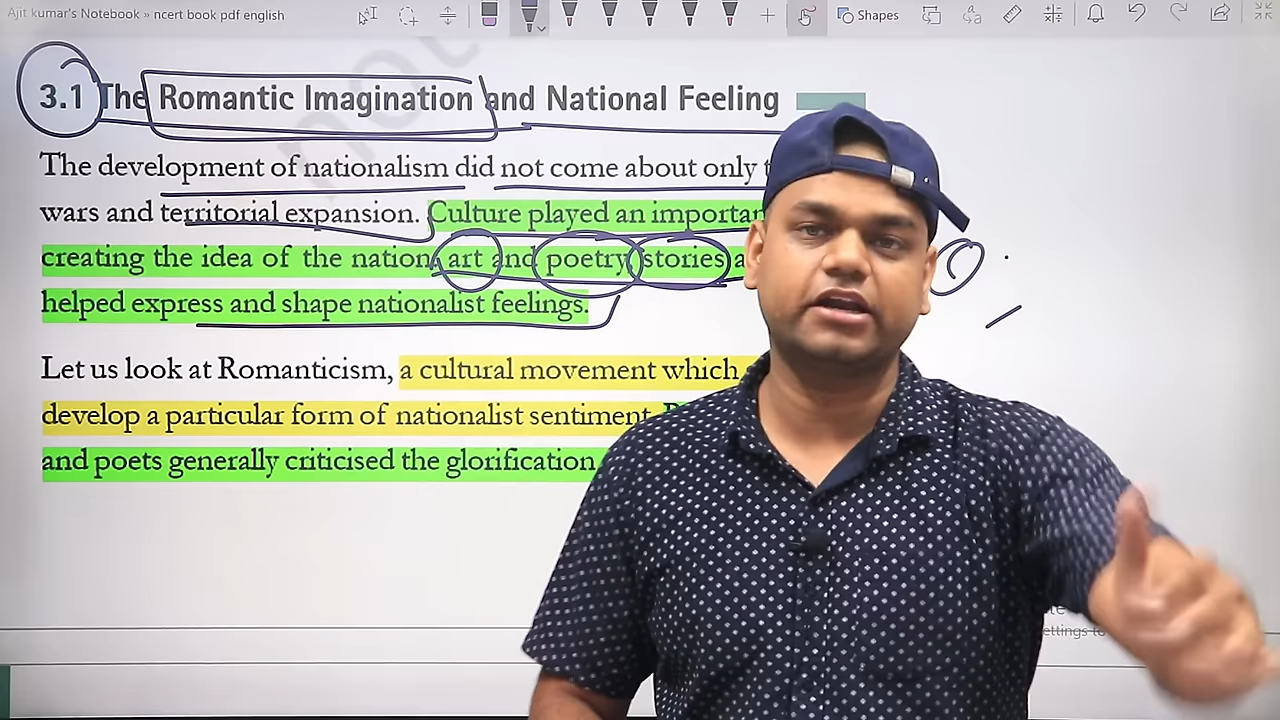 Ajit kumar's Notebook » ncert book pdf english
Shapes
3.1 The Romantic Imagination and National Feeling
The development of nationalism did not come about only
wars and territorial expansion. Culture played an
creating the idea of the nation, art and poetry, stories
helped express and shape nationalist feelings.
Let us look at Romanticism, a cultural movement which
develop a particular form of nationalist sentiment.
and poets generally criticised the glorification
not